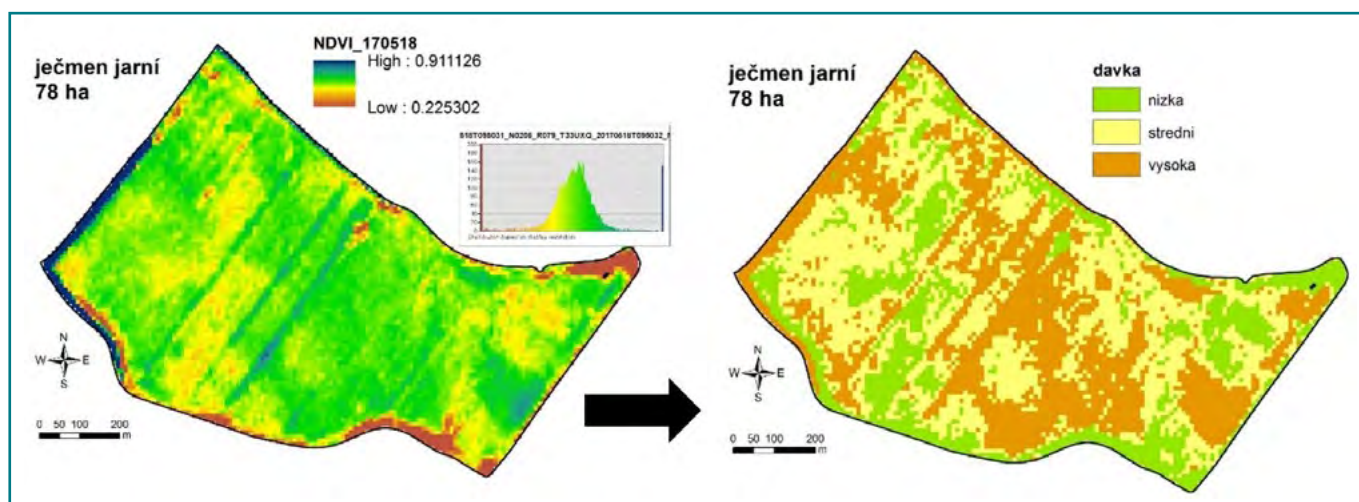 ječmen jarní
78 ha
NDVI_170518
High : 0.911126
Low : 0.225302
N
W
E
S
0 50 100 200
m
ječmen jarní
78 ha
davka
nizka
stredni
vysoka
N
W
E
S
0 50 100 200
m